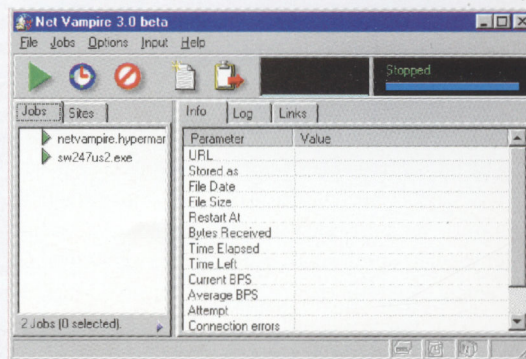 Net Vampire 3.0 beta
File Jobs Options Input Help
Stopped
Jobs Sites
Info Log Links
netvampire.hypermar
sw247us2.exe
Parameter Value
URL
Stored as
File Date
File Size
Restart At
Bytes Received
Time Elapsed
Time Left
Current BPS
Average BPS
Attempt
Connection errors
2 Jobs (0 selected).